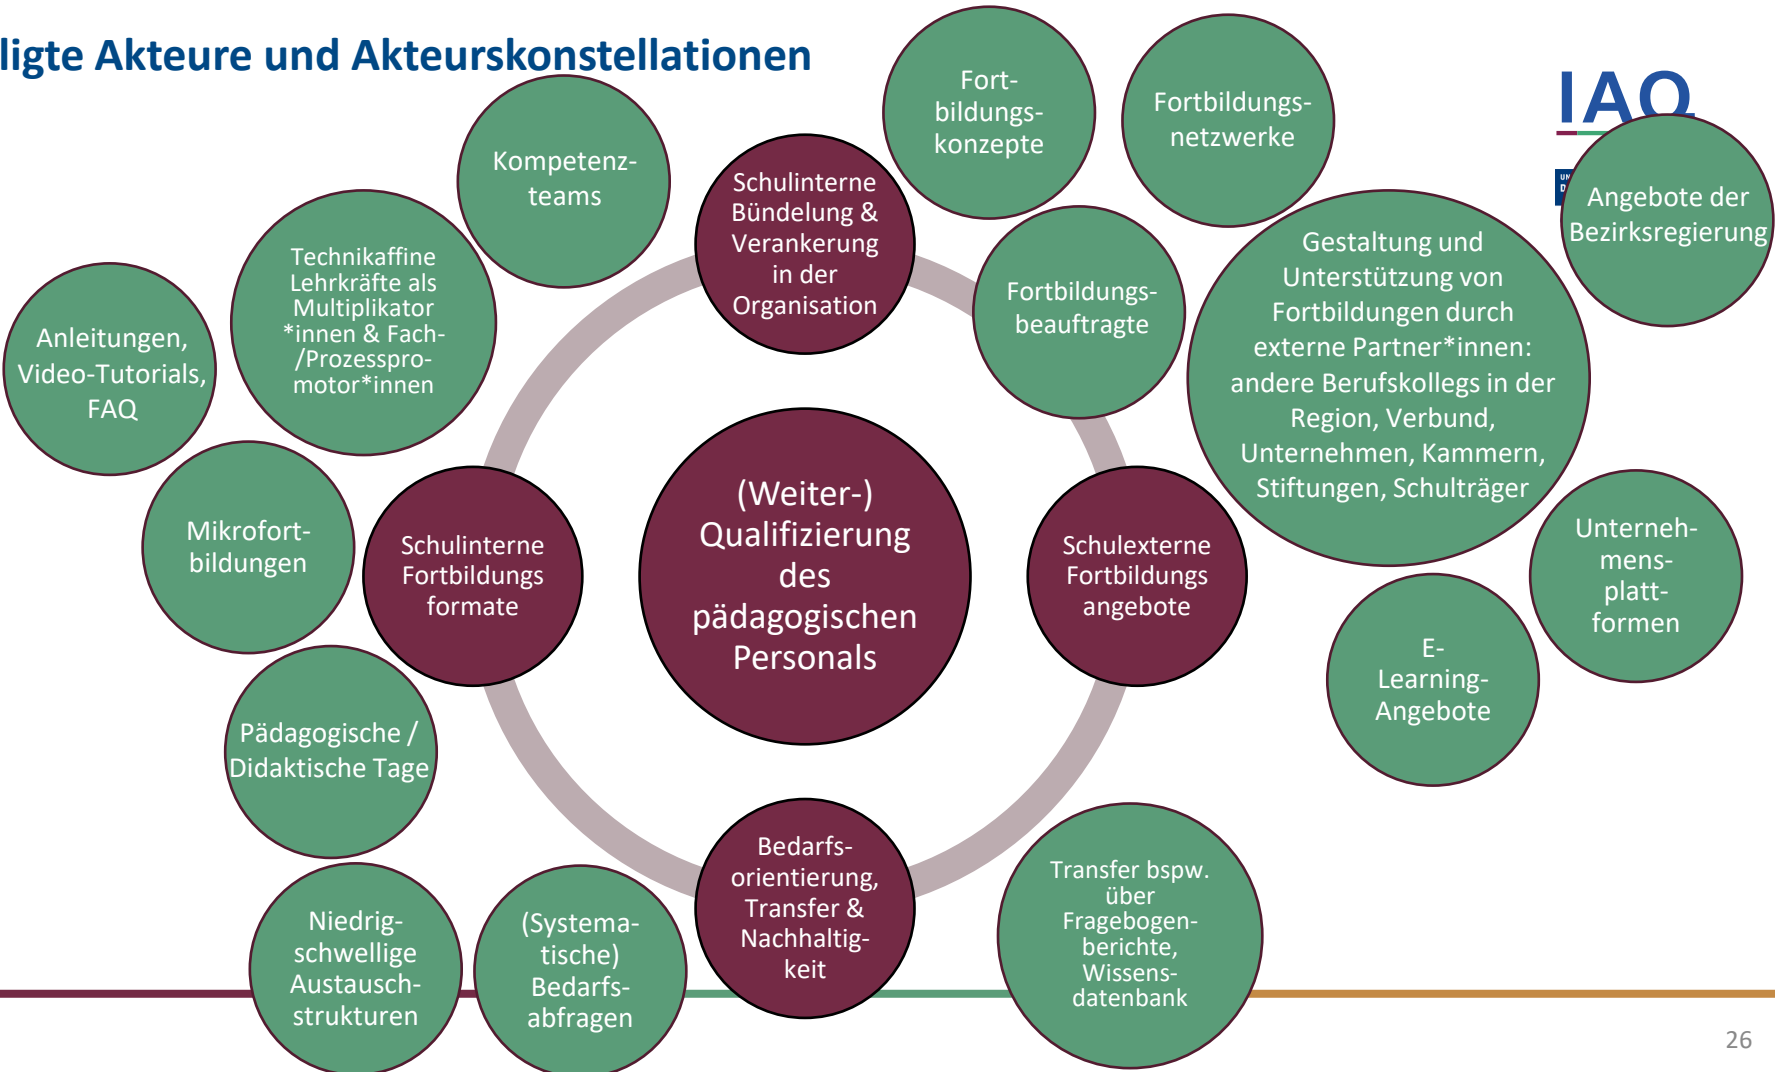 ligte Akteure und Akteurskonstellationen
IAQ
Fort-
bildungs-
konzepte
Fortbildungs-
netzwerke
Angebote der
Bezirksregierung
Kompetenz-
teams
Schulinterne
Bündelung &
Verankerung
in der
Organisation
Fortbildungs-
beauftragte
Gestaltung und
Unterstützung von
Fortbildungen durch
externe Partner*innen:
andere Berufskollegs in der
Region, Verbund,
Unternehmen, Kammern,
Stiftungen, Schulträger
Technikaffine
Lehrkräfte als
Multiplikator
*innen & Fach-
/Prozesspro-
motor*innen
Anleitungen,
Video-Tutorials,
FAQ
Mikrofort-
bildungen
Schulinterne
Fortbildungs
formate
(Weiter-)
Qualifizierung
des
pädagogischen
Personals
Schulexterne
Fortbildungs
angebote
Unterneh-
mens-
platt-
formen
E-
Learning-
Angebote
Pädagogische /
Didaktische Tage
Niedrig-
schwellige
Austausch-
strukturen
(Systema-
tische)
Bedarfs-
abfragen
Bedarfs-
orientierung,
Transfer &
Nachhaltig-
keit
Transfer bspw.
über
Fragebogen-
berichte,
Wissens-
datenbank
26